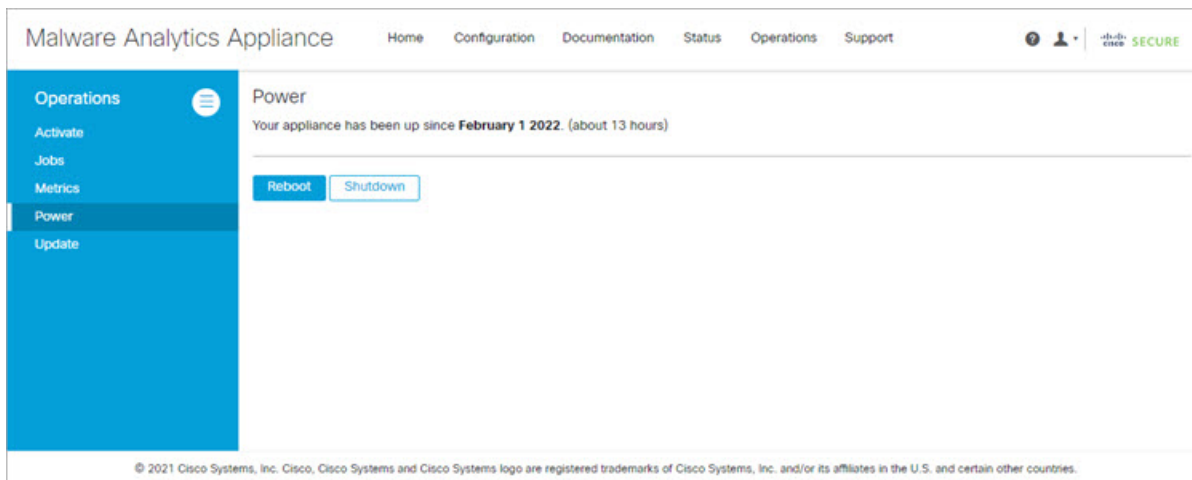 Malware Analytics Appliance Home Configuration Documentation Status Operations Support cisco SECURE
Operations
Activate
Jobs
Metrics
Power
Update
Power
Your appliance has been up since February 1 2022. (about 13 hours)
Reboot Shutdown
© 2021 Cisco Systems, Inc. Cisco, Cisco Systems and Cisco Systems logo are registered trademarks of Cisco Systems, Inc. and/or its affiliates in the U.S. and certain other countries.